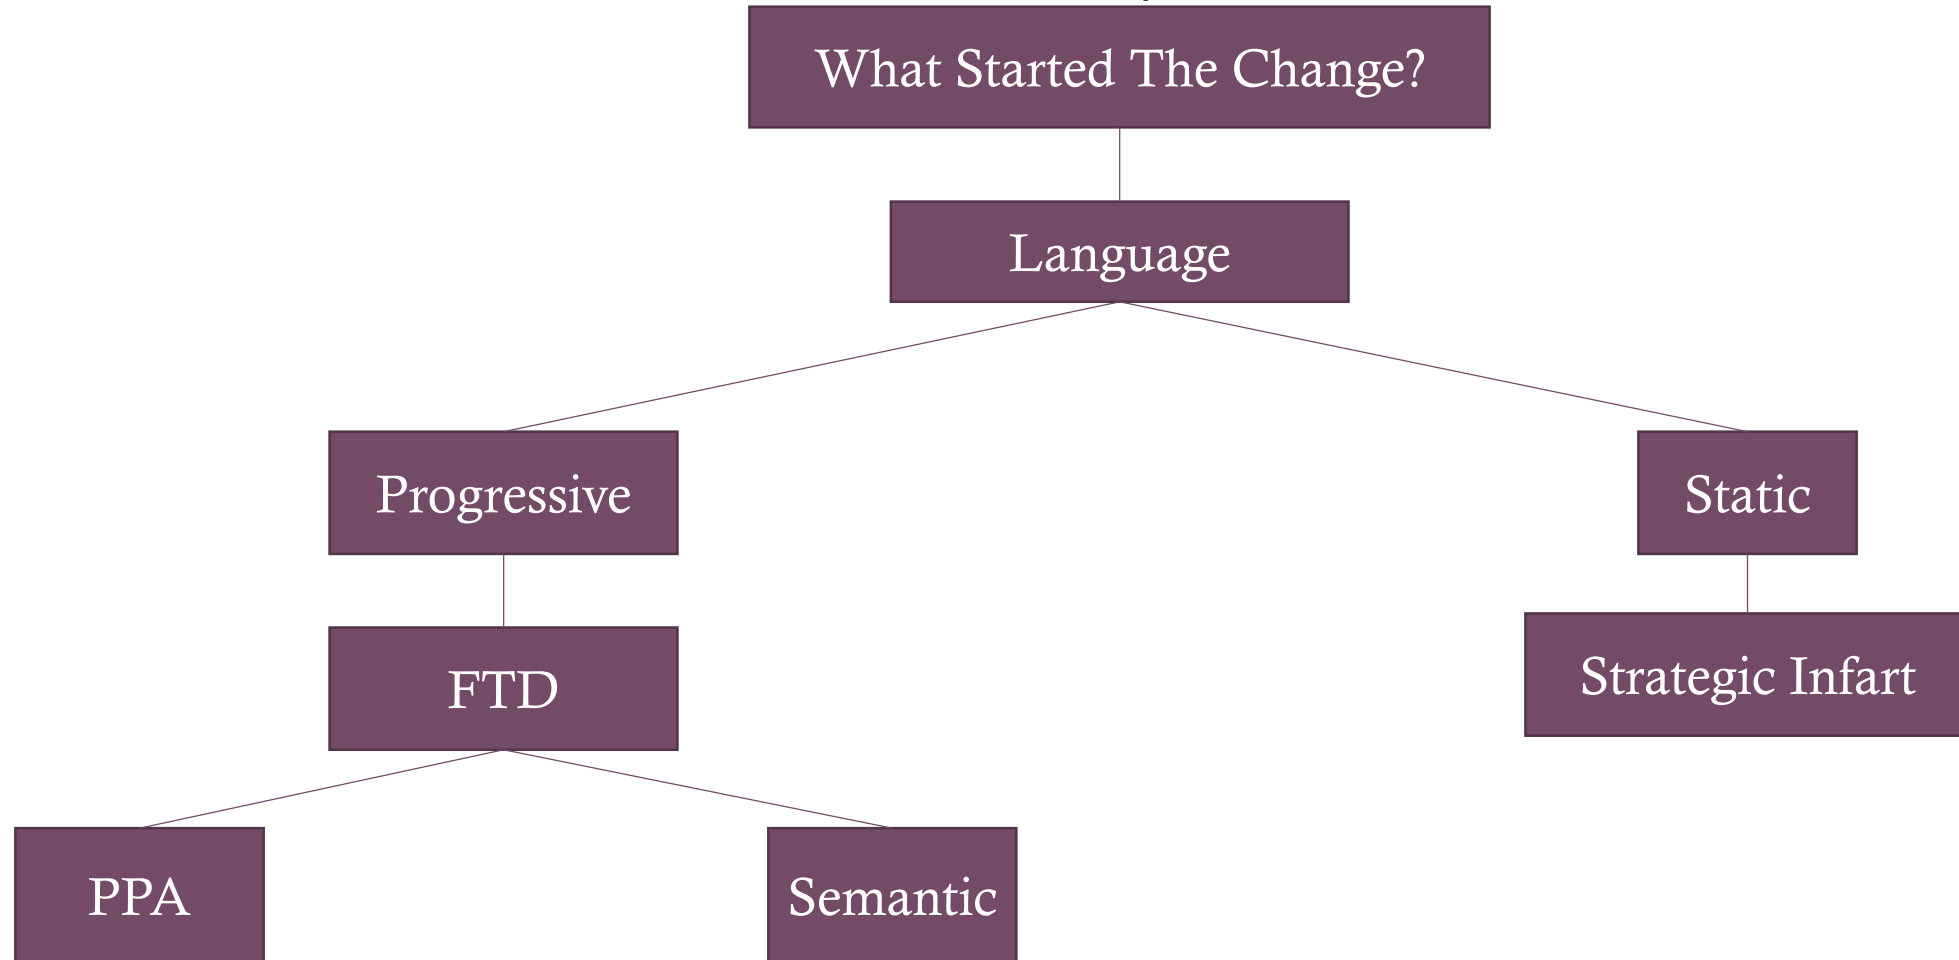 What Started The Change?
Language
Progressive
Static
FTD
Strategic Infart
PPA
Semantic